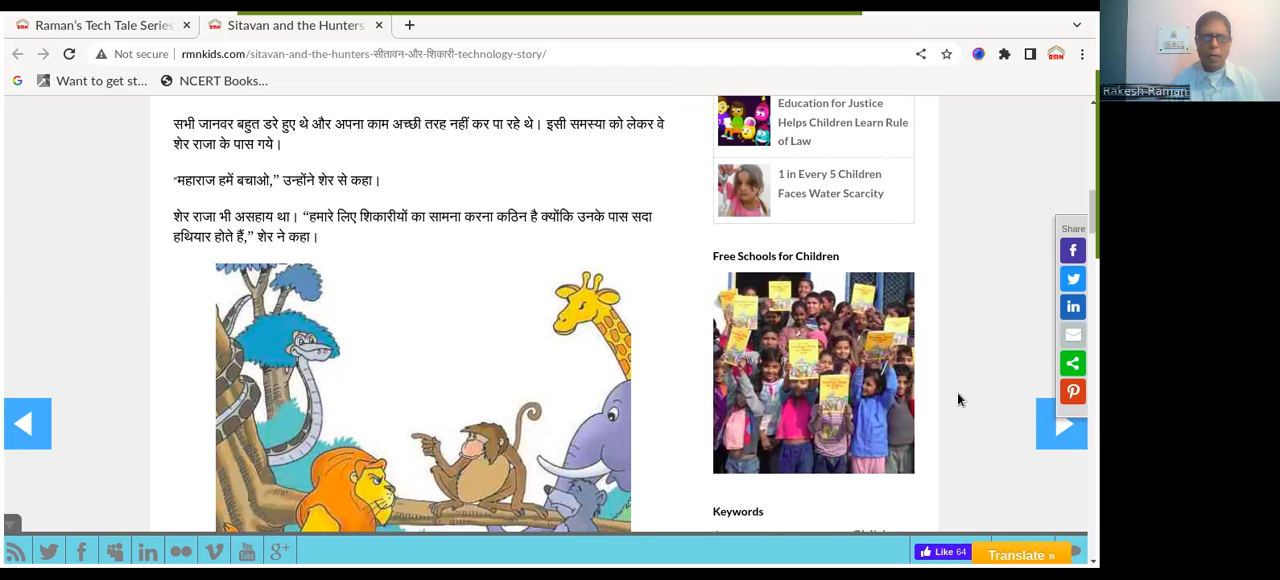 Raman's Tech Tale Series
Sitavan and the Hunters
Not secure
rmnkids.com/sitavan-and-the-hunters-सीतावन-और-शिकारी-technology-story/
RMN
Want to get st...
NCERT Books...
Rakesh Raman
सभी जानवर बहुत डरे हुए थे और अपना काम अच्छी तरह नहीं कर पा रहे थे। इसी समस्या को लेकर वे
शेर राजा के पास गये।
“महाराज हमें बचाओ,” उन्होंने शेर से कहा।
शेर राजा भी असहाय था। “हमारे लिए शिकारीयों का सामना करना कठिन है क्योंकि उनके पास सदा
हथियार होते हैं,” शेर ने कहा।
Education for Justice
Helps Children Learn Rule
of Law
1 in Every 5 Children
Faces Water Scarcity
Free Schools for Children
Keywords
Share
Like 64
Translate »